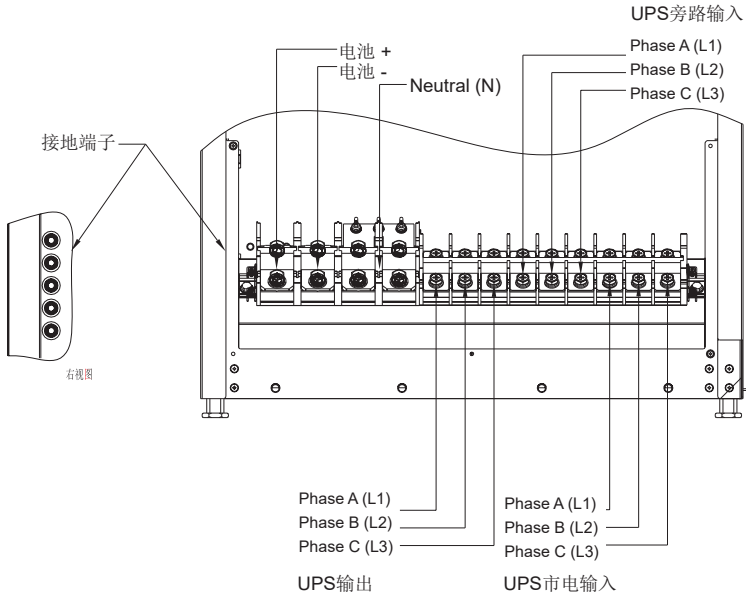 UPS旁路输入
电池 +
电池 -
Neutral (N)
Phase A (L1)
Phase B (L2)
Phase C (L3)
接地端子
右视图
Phase A (L1)
Phase B (L2)
Phase C (L3)
UPS输出
Phase A (L1)
Phase B (L2)
Phase C (L3)
UPS市电输入